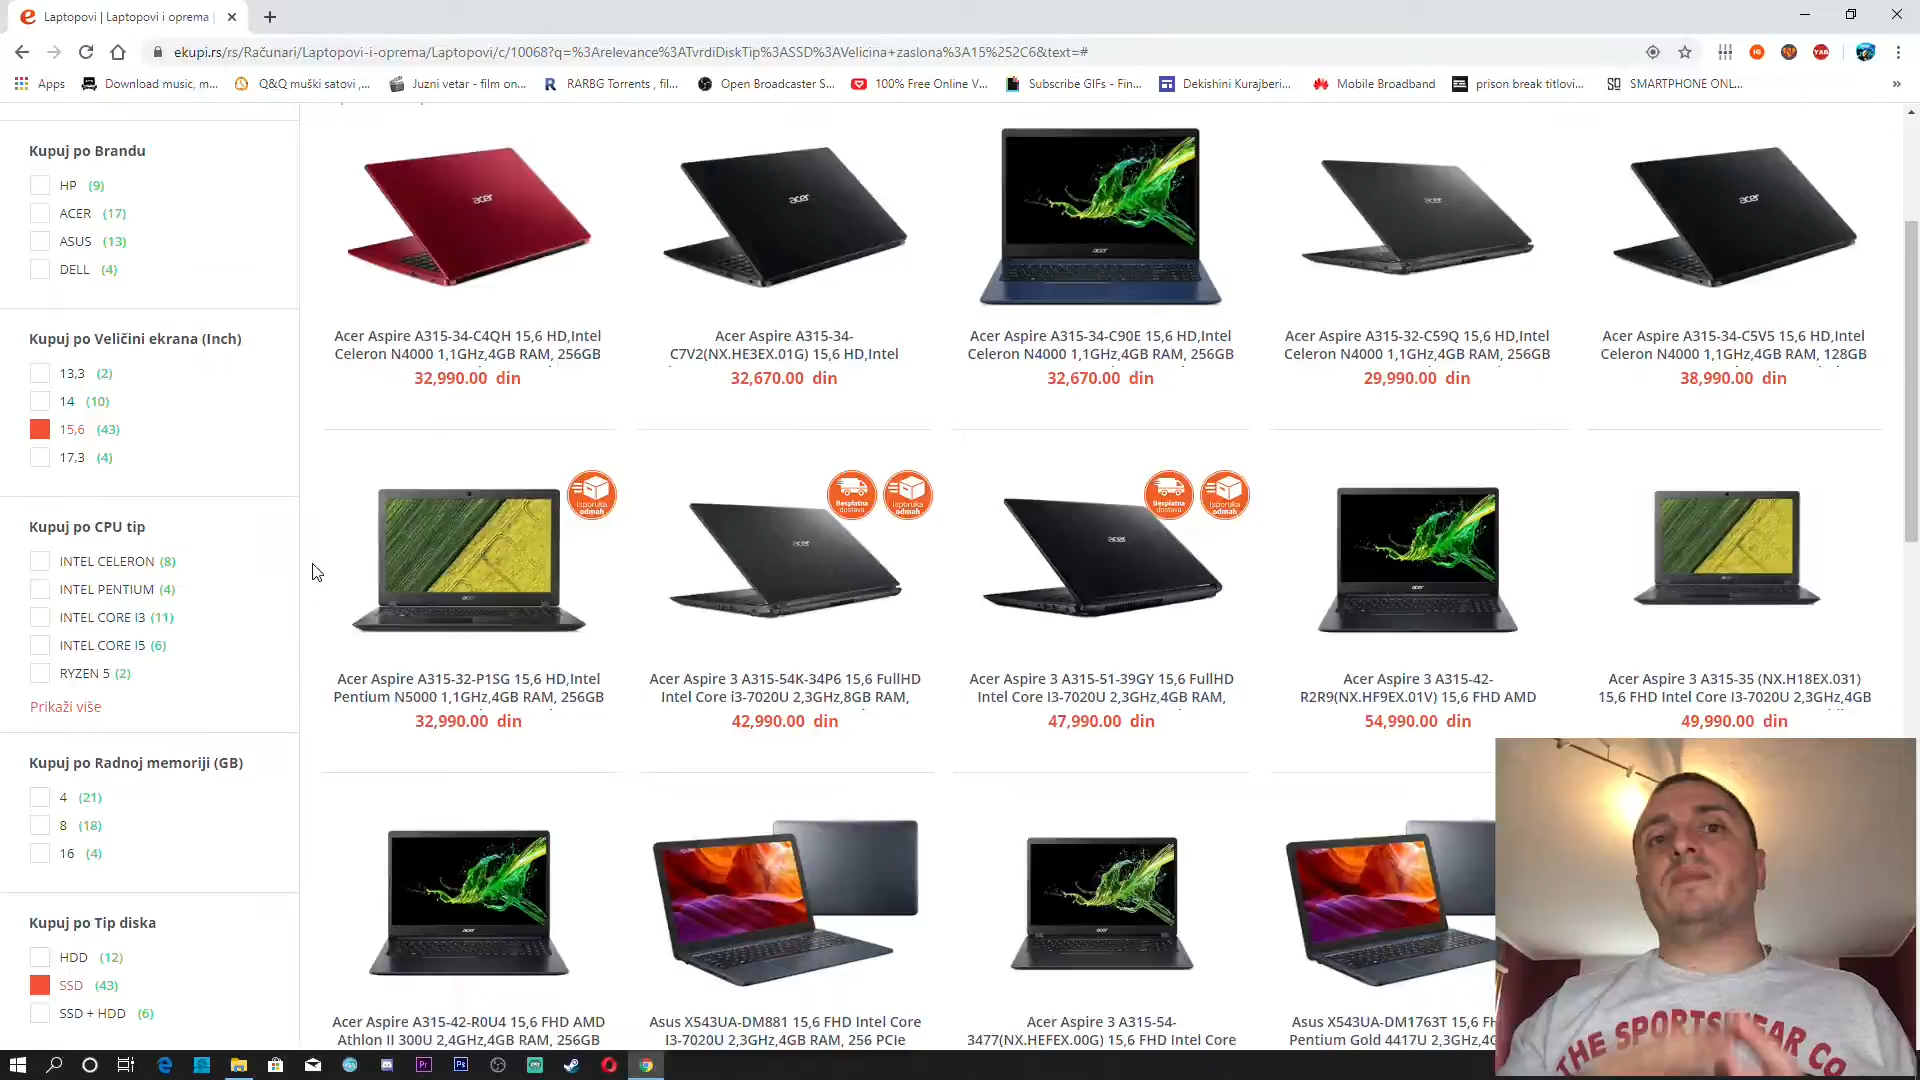 Laptopovi | Laptopovi i oprema |
ekupi.rs/rs/Računari/Laptopovi-i-oprema/Laptopovi/c/10068?q=%3Arelevance%3ATvrdiDiskTip%3ASSD%3AVelicina+zaslona%3A15%252C6&text=#
Apps
Download music, m...
Q&Q muški satovi ,...
Juzni vetar - film on...
RARBG Torrents , fil...
Open Broadcaster S...
100% Free Online V...
Subscribe GIFs - Fin...
Dekishini Kurajberi...
Mobile Broadband
prison break titlovi...
SMARTPHONE ONL...
Kupuj po Brandu
HP (9)
ACER (17)
ASUS (13)
DELL (4)
Kupuj po Veličini ekrana (Inch)
13,3 (2)
14 (10)
15,6 (43)
17,3 (4)
Kupuj po CPU tip
INTEL CELERON (8)
INTEL PENTIUM (4)
INTEL CORE I3 (11)
INTEL CORE I5 (6)
RYZEN 5 (2)
Prikaži više
Kupuj po Radnoj memoriji (GB)
4 (21)
8 (18)
16 (4)
Kupuj po Tip diska
HDD (12)
SSD (43)
SSD + HDD (6)
Acer Aspire A315-34-C4QH 15,6 HD,Intel
Celeron N4000 1,1GHz,4GB RAM, 256GB
32,990.00 din
Acer Aspire A315-34-
C7V2(NX.HE3EX.01G) 15,6 HD,Intel
32,670.00 din
Acer Aspire A315-34-C90E 15,6 HD,Intel
Celeron N4000 1,1GHz,4GB RAM, 256GB
32,670.00 din
Acer Aspire A315-32-C59Q 15,6 HD,Intel
Celeron N4000 1,1GHz,4GB RAM, 256GB
29,990.00 din
Acer Aspire A315-34-C5V5 15,6 HD,Intel
Celeron N4000 1,1GHz,4GB RAM, 128GB
38,990.00 din
Isporuka
odmah
Besplatna
dostava
Isporuka
odmah
Besplatna
dostava
Isporuka
odmah
Acer Aspire A315-32-P1SG 15,6 HD,Intel
Pentium N5000 1,1GHz,4GB RAM, 256GB
32,990.00 din
Acer Aspire 3 A315-54K-34P6 15,6 FullHD
Intel Core i3-7020U 2,3GHz,8GB RAM,
42,990.00 din
Acer Aspire 3 A315-51-39GY 15,6 FullHD
Intel Core I3-7020U 2,3GHz,4GB RAM,
47,990.00 din
Acer Aspire 3 A315-42-
R2R9(NX.HF9EX.01V) 15,6 FHD AMD
54,990.00 din
Acer Aspire 3 A315-35 (NX.H18EX.031)
15,6 FHD Intel Core I3-7020U 2,3GHz,4GB
49,990.00 din
Acer Aspire A315-42-R0U4 15,6 FHD AMD
Athlon II 300U 2,4GHz,4GB RAM, 256GB
Asus X543UA-DM881 15,6 FHD Intel Core
I3-7020U 2,3GHz,4GB RAM, 256 PCIe
Acer Aspire 3 A315-54-
3477(NX.HEFEX.00G) 15,6 FHD Intel Core
Asus X543UA-DM1763T 15,6 FH
Pentium Gold 4417U 2,3GHz,4G
THE SPORTSWEAR CO